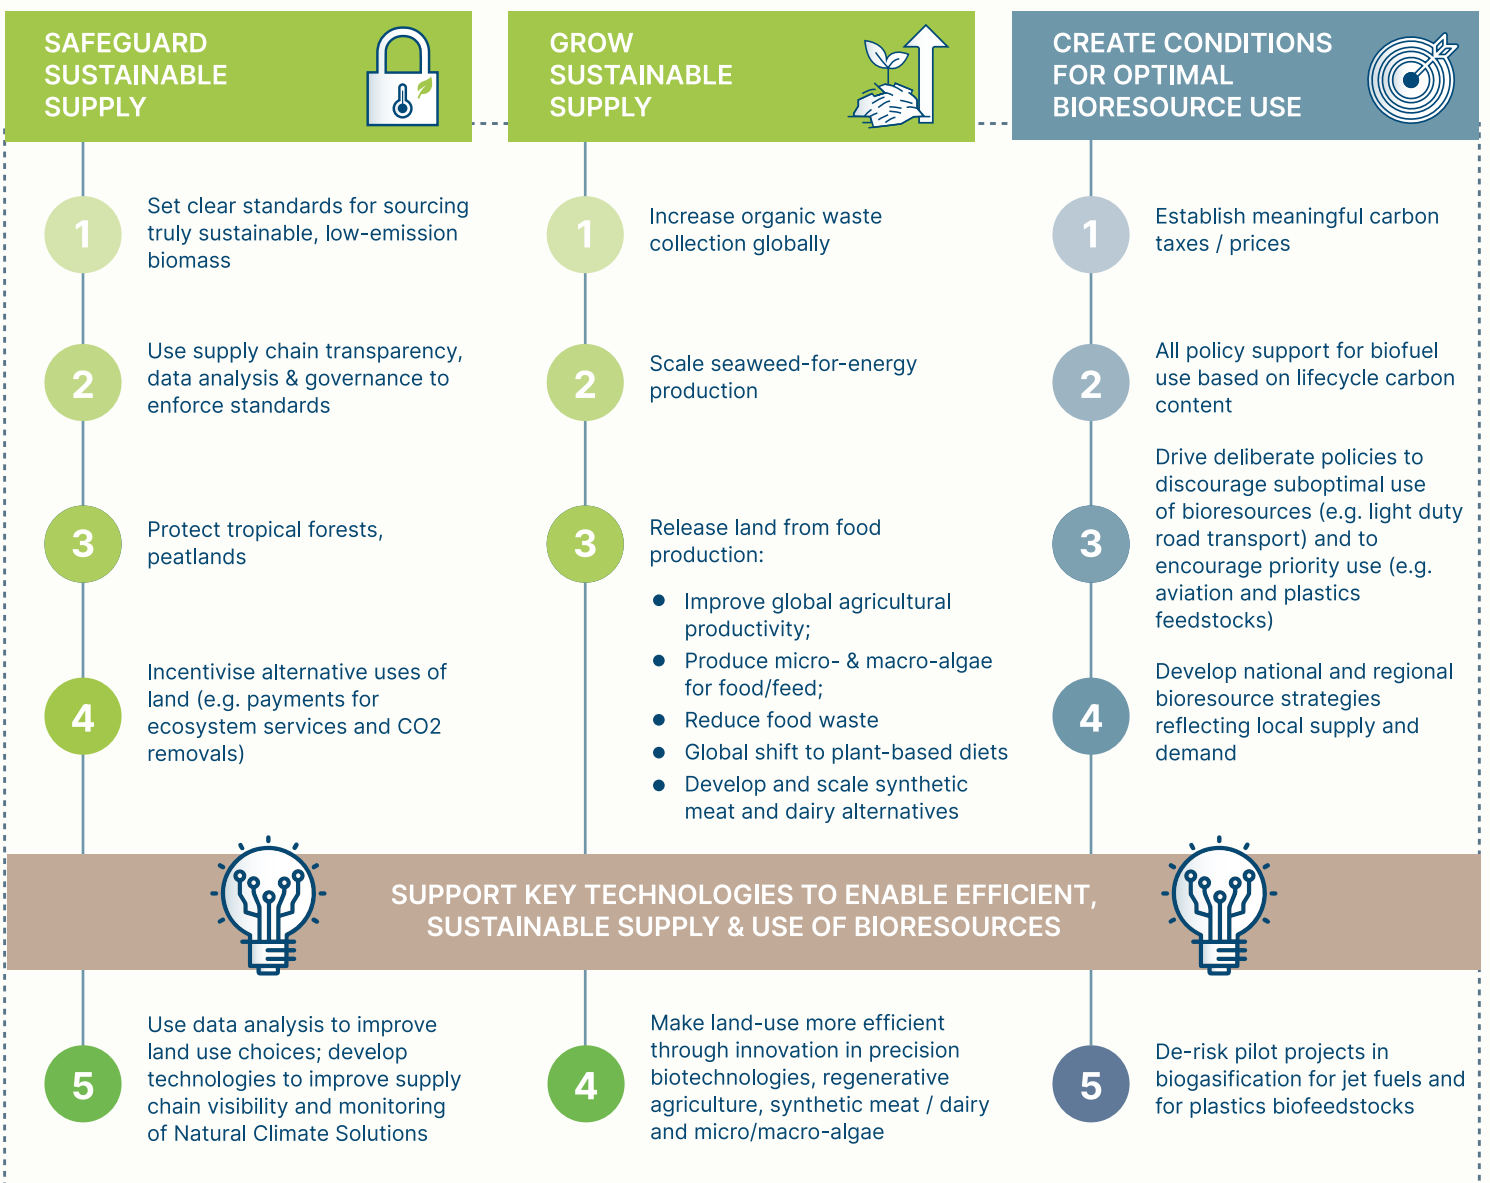 SAFEGUARD
SUSTAINABLE
SUPPLY
1
Set clear standards for sourcing
truly sustainable, low-emission
biomass
2
Use supply chain transparency,
data analysis & governance to
enforce standards
3
Protect tropical forests,
peatlands
4
Incentivise alternative uses of
land (e.g. payments for
ecosystem services and CO2
removals)
GROW
SUSTAINABLE
SUPPLY
1
Increase organic waste
collection globally
2
Scale seaweed-for-energy
production
3
Release land from food
production:
● Improve global agricultural
productivity;
● Produce micro- & macro-algae
for food/feed;
● Reduce food waste
● Global shift to plant-based diets
● Develop and scale synthetic
meat and dairy alternatives
CREATE CONDITIONS
FOR OPTIMAL
BIORESOURCE USE
1
Establish meaningful carbon
taxes / prices
2
All policy support for biofuel
use based on lifecycle carbon
content
3
Drive deliberate policies to
discourage suboptimal use
of bioresources (e.g. light duty
road transport) and to
encourage priority use (e.g.
aviation and plastics
feedstocks)
4
Develop national and regional
bioresource strategies
reflecting local supply and
demand
SUPPORT KEY TECHNOLOGIES TO ENABLE EFFICIENT,
SUSTAINABLE SUPPLY & USE OF BIORESOURCES
5
Use data analysis to improve
land use choices; develop
technologies to improve supply
chain visibility and monitoring
of Natural Climate Solutions
4
Make land-use more efficient
through innovation in precision
biotechnologies, regenerative
agriculture, synthetic meat / dairy
and micro/macro-algae
5
De-risk pilot projects in
biogasification for jet fuels and
for plastics biofeedstocks